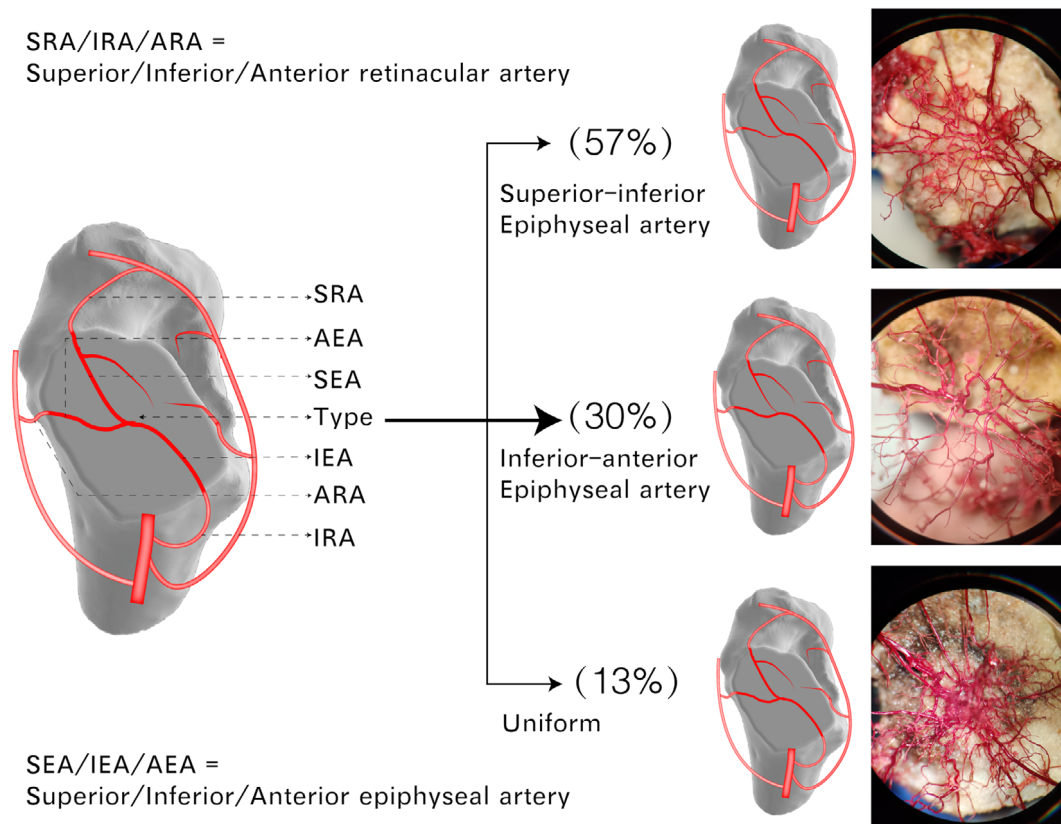 SRA/IRA/ARA =
Superior/Inferior/Anterior retinacular artery
SRA
AEA
SEA
Type
IEA
ARA
IRA
(57%)
Superior–inferior
Epiphyseal artery
(30%)
Inferior–anterior
Epiphyseal artery
(13%)
Uniform
SEA/IEA/AEA =
Superior/Inferior/Anterior epiphyseal artery